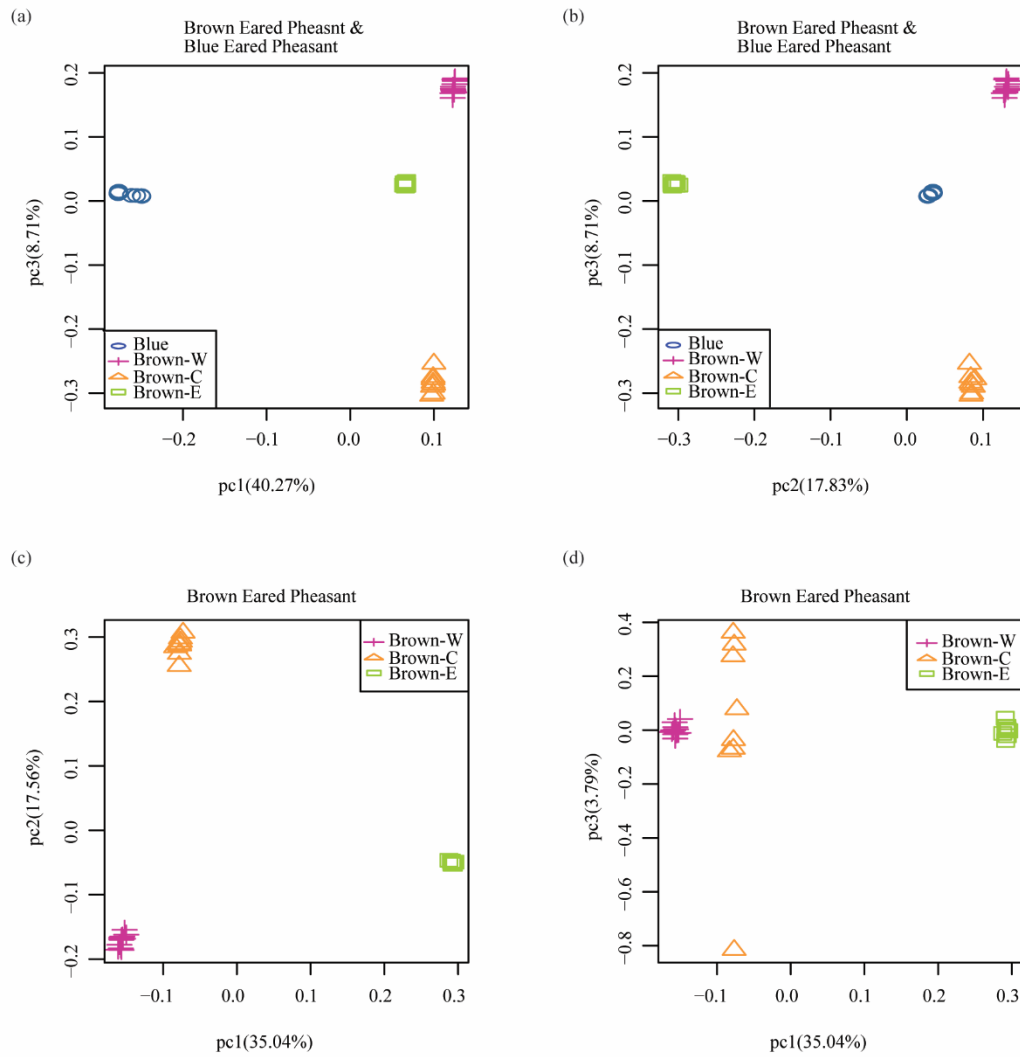 (a)
Brown Eared Pheasnt &
Blue Eared Pheasant
pc3(8.71%)
0.2
0.1
0.0
−0.1
−0.2
−0.3
Blue
Brown-W
Brown-C
Brown-E
−0.2
−0.1
0.0
0.1
pc1(40.27%)
(b)
Brown Eared Pheasnt &
Blue Eared Pheasant
pc3(8.71%)
0.2
0.1
0.0
−0.1
−0.2
−0.3
Blue
Brown-W
Brown-C
Brown-E
−0.3
−0.2
−0.1
0.0
0.1
pc2(17.83%)
(c)
Brown Eared Pheasant
pc2(17.56%)
0.3
0.2
0.1
0.0
−0.1
−0.2
Brown-W
Brown-C
Brown-E
−0.1
0.0
0.1
0.2
0.3
pc1(35.04%)
(d)
Brown Eared Pheasant
pc3(3.79%)
0.4
0.2
0.0
−0.2
−0.4
−0.6
−0.8
Brown-W
Brown-C
Brown-E
−0.1
0.0
0.1
0.2
0.3
pc1(35.04%)